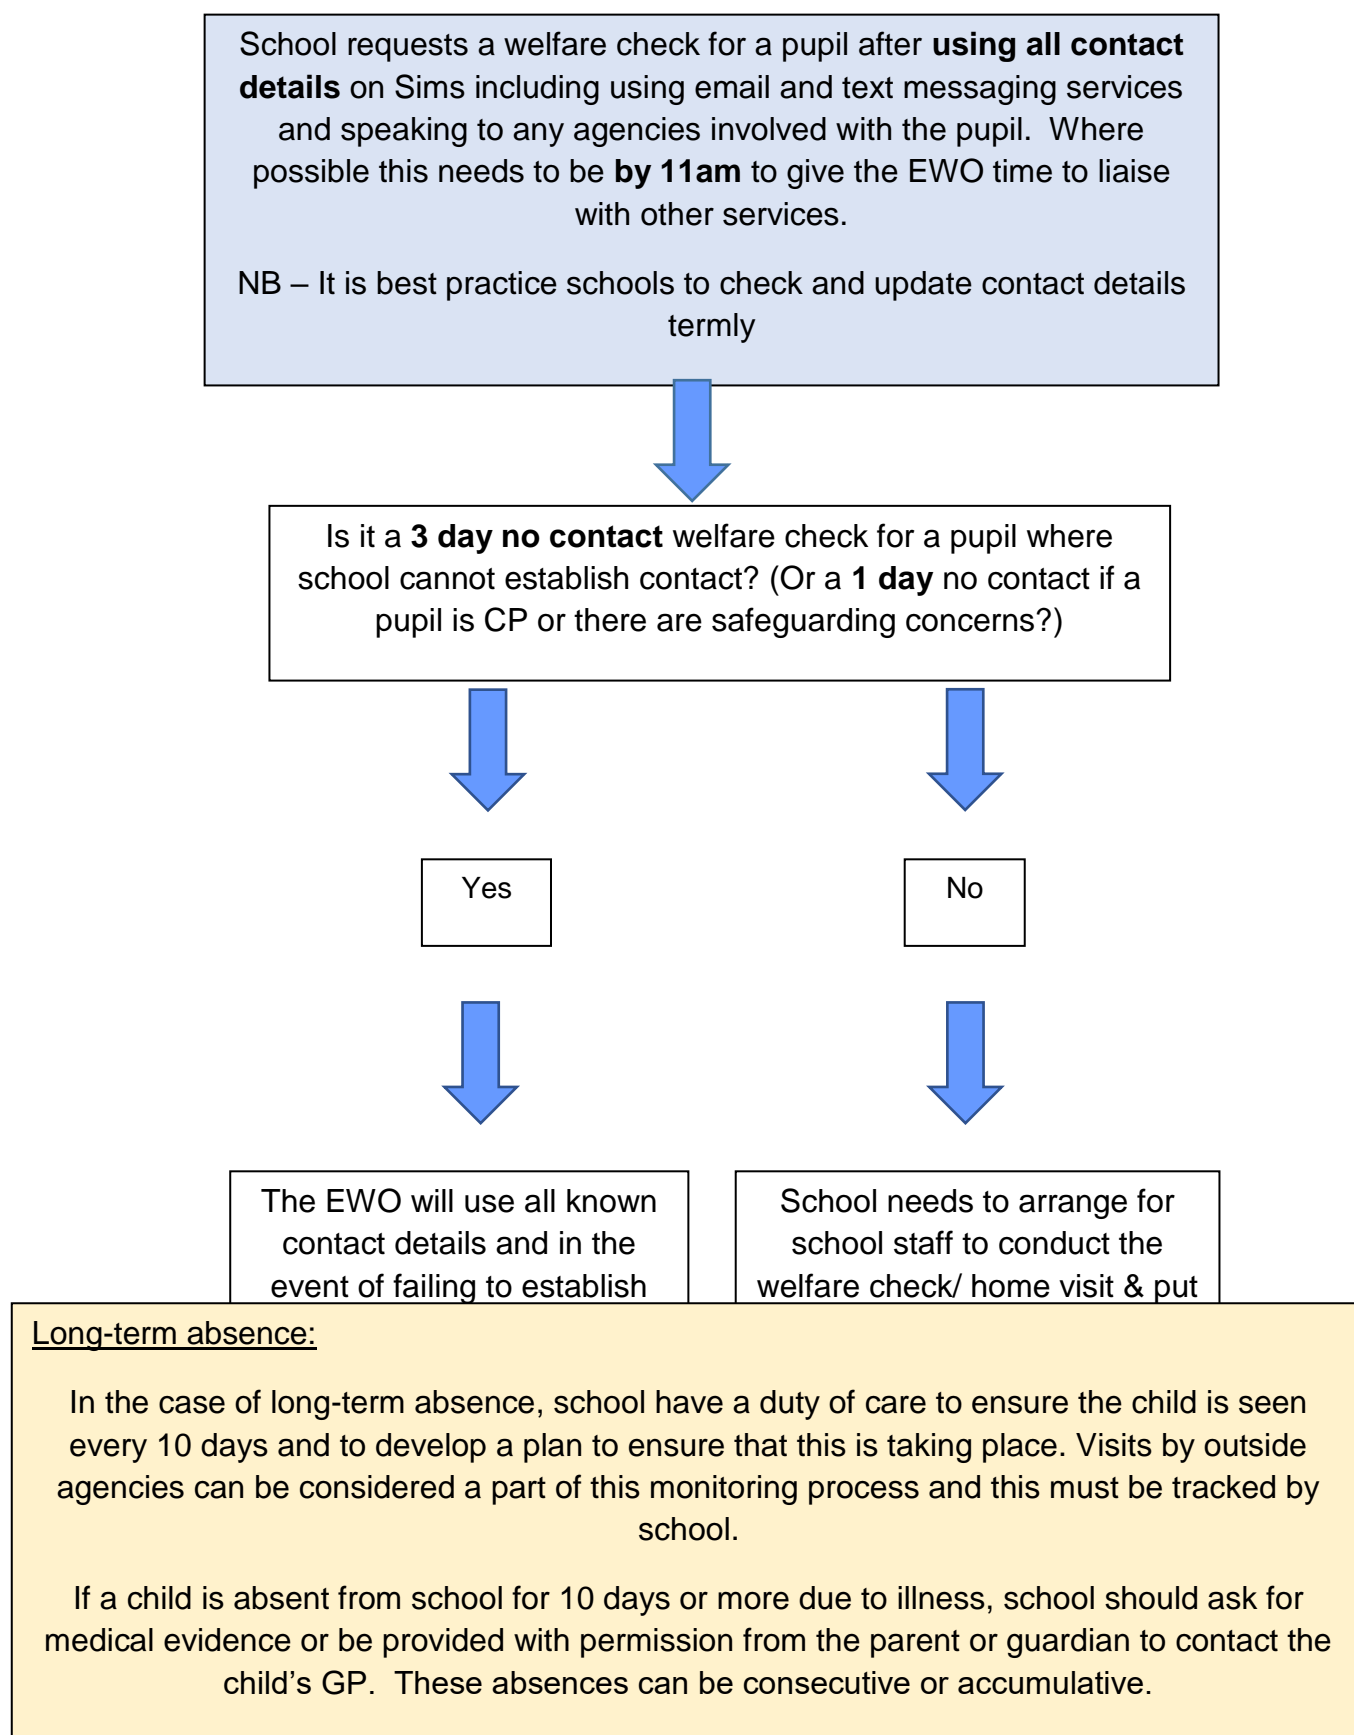 School requests a welfare check for a pupil after using all contact
details on Sims including using email and text messaging services
and speaking to any agencies involved with the pupil.  Where
possible this needs to be by 11am to give the EWO time to liaise
with other services.
NB – It is best practice schools to check and update contact details
termly
Is it a 3 day no contact welfare check for a pupil where
school cannot establish contact? (Or a 1 day no contact if a
pupil is CP or there are safeguarding concerns?)
Yes
No
The EWO will use all known
contact details and in the
event of failing to establish
School needs to arrange for
school staff to conduct the
welfare check/ home visit & put
Long-term absence:
In the case of long-term absence, school have a duty of care to ensure the child is seen
every 10 days and to develop a plan to ensure that this is taking place. Visits by outside
agencies can be considered a part of this monitoring process and this must be tracked by
school.
If a child is absent from school for 10 days or more due to illness, school should ask for
medical evidence or be provided with permission from the parent or guardian to contact the
child’s GP.  These absences can be consecutive or accumulative.